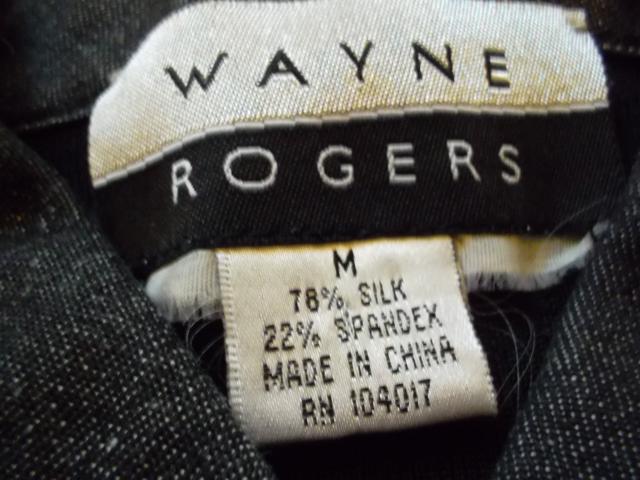 WAYNE
ROGERS
M
78% SILK
22% SPANDEX
MADE IN CHINA
RN 104017